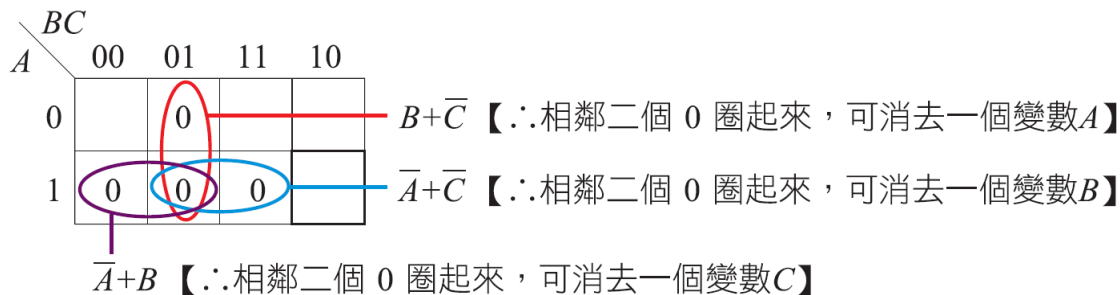 BC
A 00 01 11 10
0 0 B+C̅【∴相鄰二個 0 圈起來，可消去一個變數A】
1 0 0 0 A̅+C̅【∴相鄰二個 0 圈起來，可消去一個變數B】
A̅+B【∴相鄰二個 0 圈起來，可消去一個變數C】